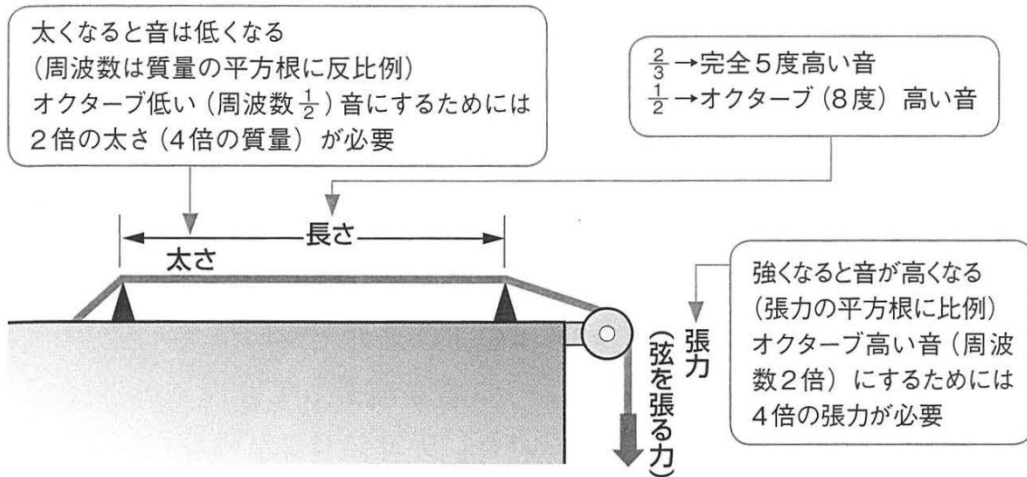 太くなると音は低くなる
(周波数は質量の平方根に反比例)
オクターブ低い(周波数1/2)音にするためには
2倍の太さ(4倍の質量)が必要
2/3→完全5度高い音
1/2→オクターブ(8度)高い音
長さ
太さ
張力
(弦を張る力)
強くなると音が高くなる
(張力の平方根に比例)
オクターブ高い音(周波
数2倍)にするためには
4倍の張力が必要